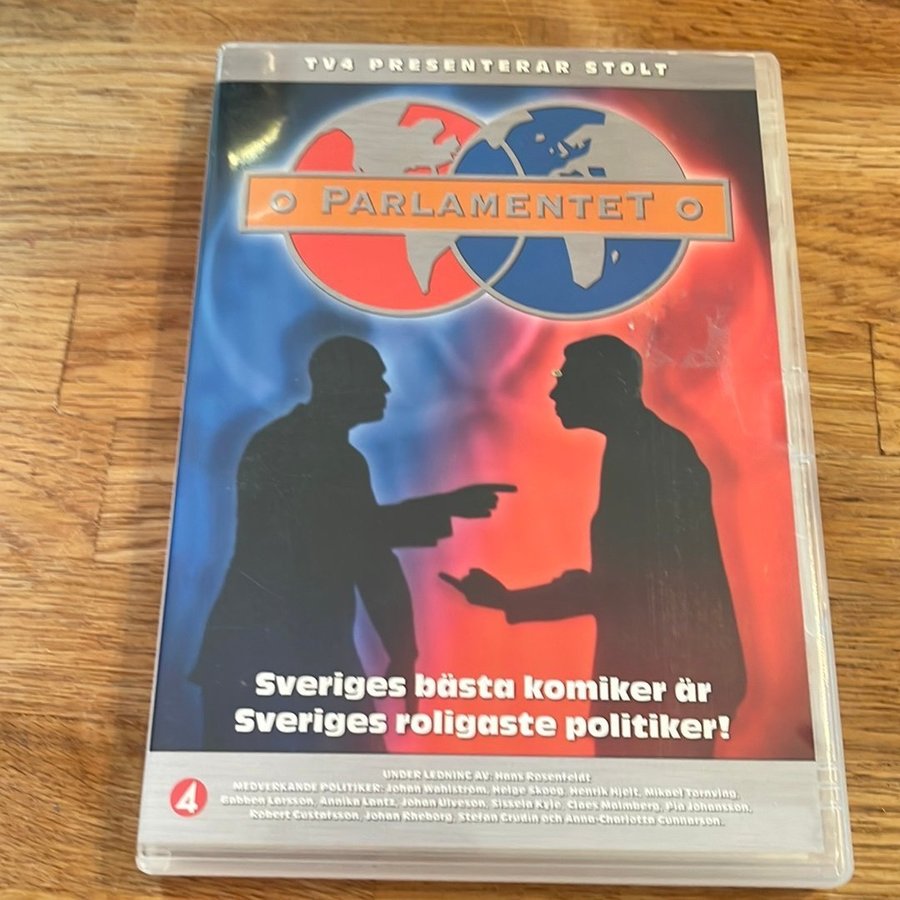 TV4 PRESENTERAR STOLT
PARLAMENTET
Sveriges bästa komiker är
Sveriges roligaste politiker!
UNDER LEDNING AV: Hans Rosenfeldt
MEDVERKANDE POLITIKER: Johan Wahlström, Helge Skoog, Henrik Hjelt, Mikael Tornving,
Babben Larsson, Annika Lantz, Johan Ulveson, Sissela Kyle, Claes Malmberg, Pia Johansson,
Robert Gustafsson, Johan Rheborg, Stefan Grudin och Anna-Charlotta Gunnarson.
4